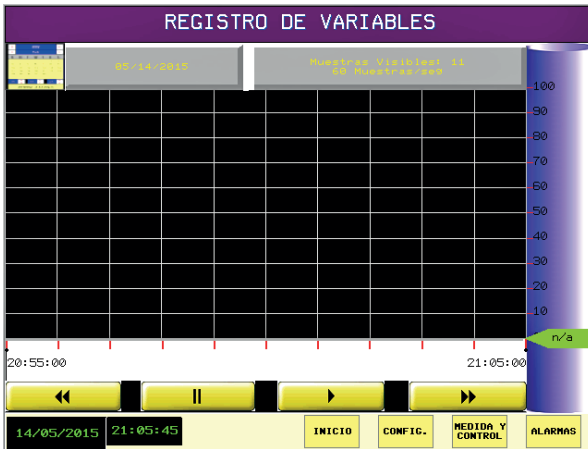 REGISTRO DE VARIABLES
05/14/2015
Muestras Visibles: 11
60 Muestras/seg
100
90
80
70
60
50
40
30
20
10
n/a
20:55:00
21:05:00
14/05/2015
21:05:45
INICIO
CONFIG.
MEDIDA Y
CONTROL
ALARMAS